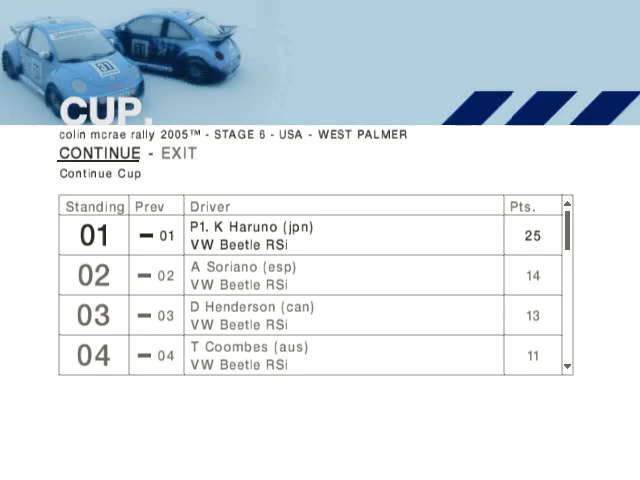 CUP.
colin mcrae rally 2005™ - STAGE 6 - USA - WEST PALMER
CONTINUE - EXIT
Continue Cup
Standing Prev Driver Pts.
01 01 P1. K Haruno (jpn) 25
VW Beetle RSi
02 02 A Soriano (esp) 14
VW Beetle RSi
03 03 D Henderson (can) 13
VW Beetle RSi
04 04 T Coombes (aus) 11
VW Beetle RSi